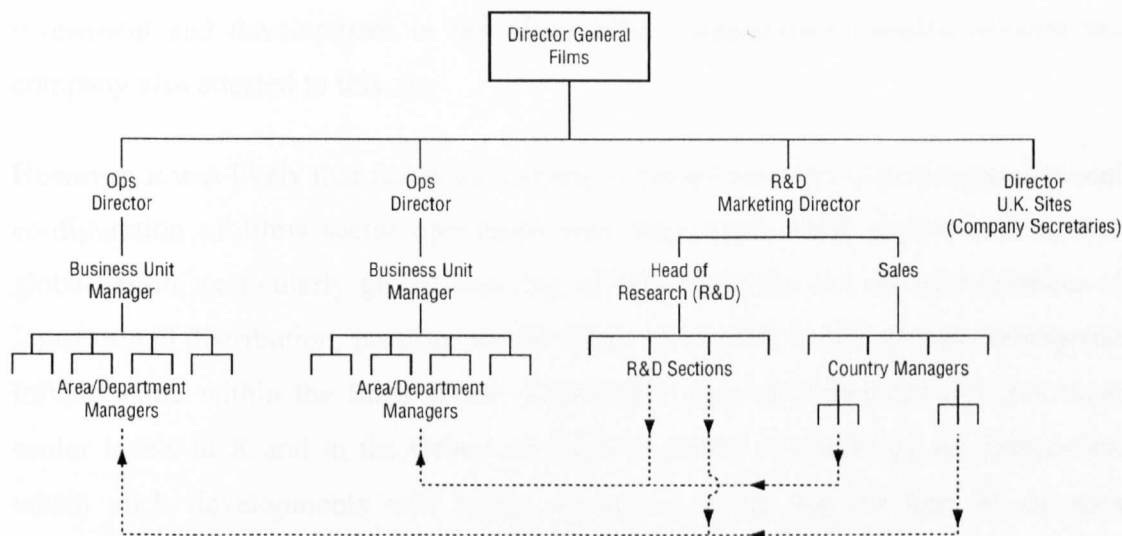 Director General
Films
Ops
Director
Ops
Director
R&D
Marketing Director
Director
U.K. Sites
(Company Secretaries)
Business Unit
Manager
Business Unit
Manager
Head of
Research (R&D)
Sales
Area/Department
Managers
Area/Department
Managers
R&D Sections
Country Managers